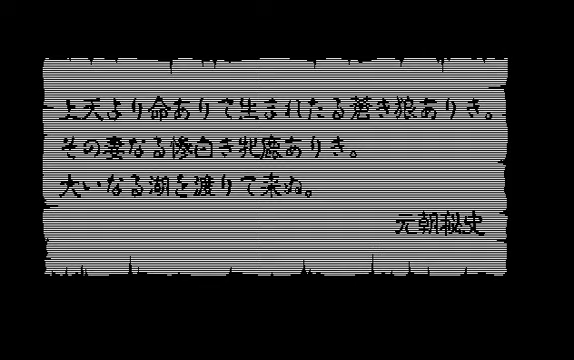 上天より命ありて生まれたる蒼き狼ありき。
その妻なる惨白き牝鹿ありき。
大いなる湖を渡りて来ぬ。
元朝秘史